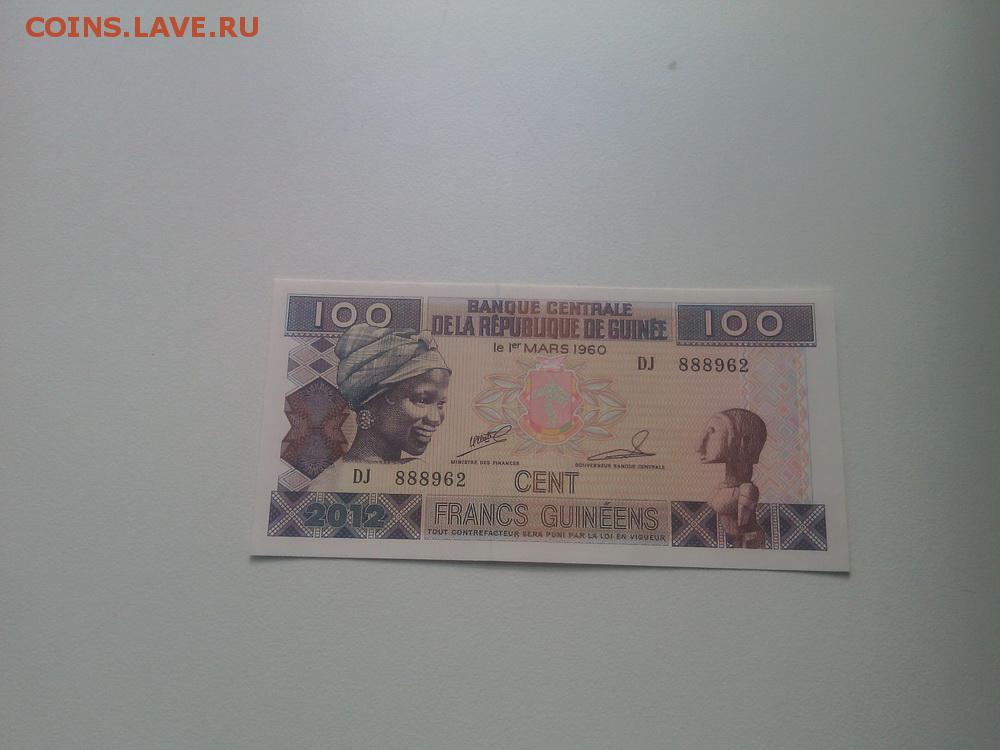 COINS.LAVE.RU
100
BANQUE CENTRALE
DE LA RÉPUBLIQUE DE GUINÉE
100
le 1er MARS 1960
DJ 888962
MINISTRE DES FINANCES
GOUVERNEUR BANQUE CENTRALE
DJ 888962
CENT
2012
FRANCS GUINÉENS
TOUT CONTREFACTEUR SERA PUNI PAR LA LOI EN VIGUEUR